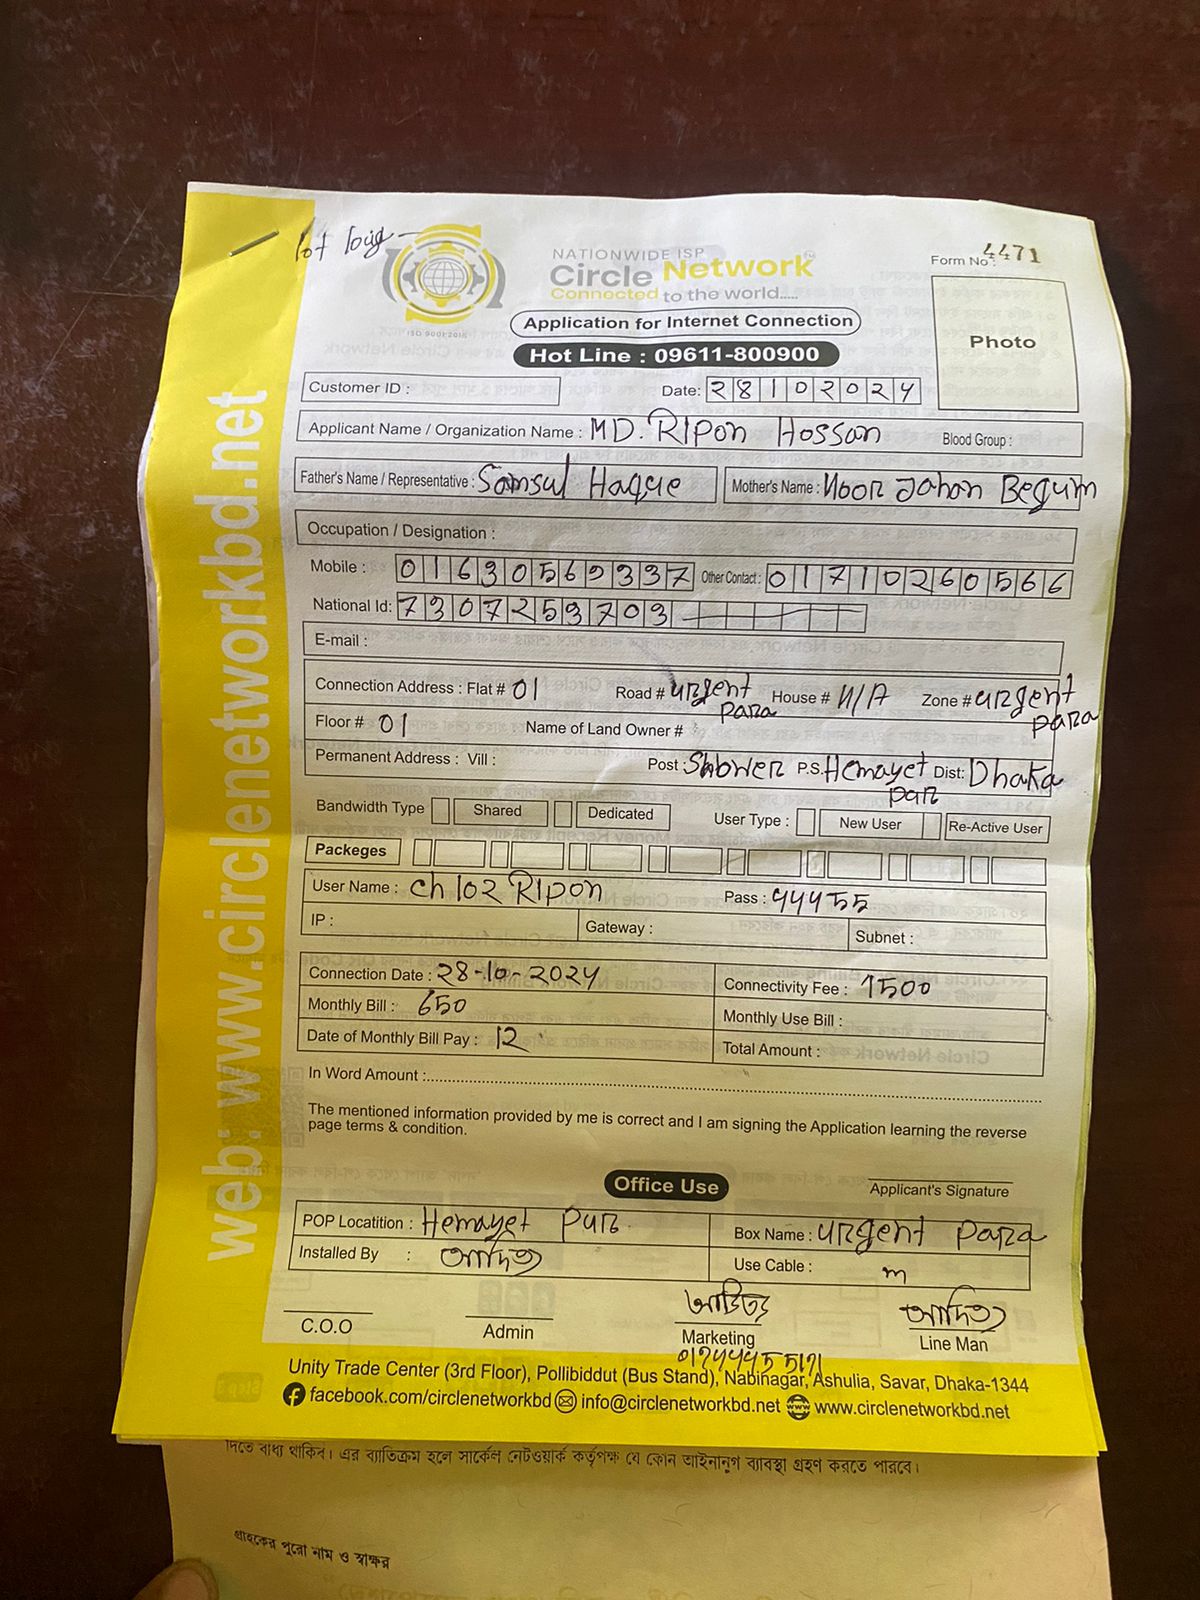 NATIONWIDE ISP
Circle Network
Connected to the world.....
ISO 9001:2015
Form No : 4471
Application for Internet Connection
Hot Line : 09611-800900
Photo
Customer ID :
Date: 28102024
Applicant Name / Organization Name : MD. Ripon Hossan Blood Group :
Father's Name / Representative : Samsul Haque Mother's Name : Noor Jahan Begum
Occupation / Designation :
Mobile : 01630569337 Other Contact : 01710260566
National Id: 7307259703
E-mail :
Connection Address : Flat # 01 Road # urgent para House # N/A Zone # urgent para
Floor # 01 Name of Land Owner #
Permanent Address : Vill : Post : P.S. Hemayet pur Dist: Dhaka
Bandwidth Type Shared Dedicated User Type : New User Re-Active User
Packeges
User Name : ch102 Ripon Pass : 44455
IP : Gateway : Subnet :
Connection Date : 28-10-2024 Connectivity Fee : 1500
Monthly Bill : 650 Monthly Use Bill :
Date of Monthly Bill Pay : 12 Total Amount :
In Word Amount :
The mentioned information provided by me is correct and I am signing the Application learning the reverse
page terms & condition.
Applicant's Signature
Office Use
POP Locatition : Hemayet Pur. Box Name : urgent para
Installed By : আদিত্য Use Cable : m
আদিত্য
C.O.O Admin Marketing Line Man
Unity Trade Center (3rd Floor), Pollibiddut (Bus Stand), Nabinagar, Ashulia, Savar, Dhaka-1344
facebook.com/circlenetworkbd info@circlenetworkbd.net www.circlenetworkbd.net
web: www.circlenetworkbd.net
দিতে বাধ্য থাকিব। এর ব্যাতিক্রম হলে সার্কেল নেটওয়ার্ক কর্তৃপক্ষ যে কোন আইনানুগ ব্যাবস্থা গ্রহণ করতে পারবে।
গ্রাহকের পুরো নাম ও স্বাক্ষর